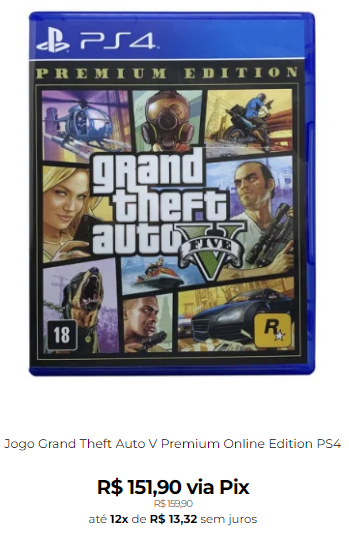 PS4
PREMIUM EDITION
grand
theft
auto
FIVE
18
R
Jogo Grand Theft Auto V Premium Online Edition PS4
R$ 151,90 via Pix
R$ 159,90
até 12x de R$ 13,32 sem juros